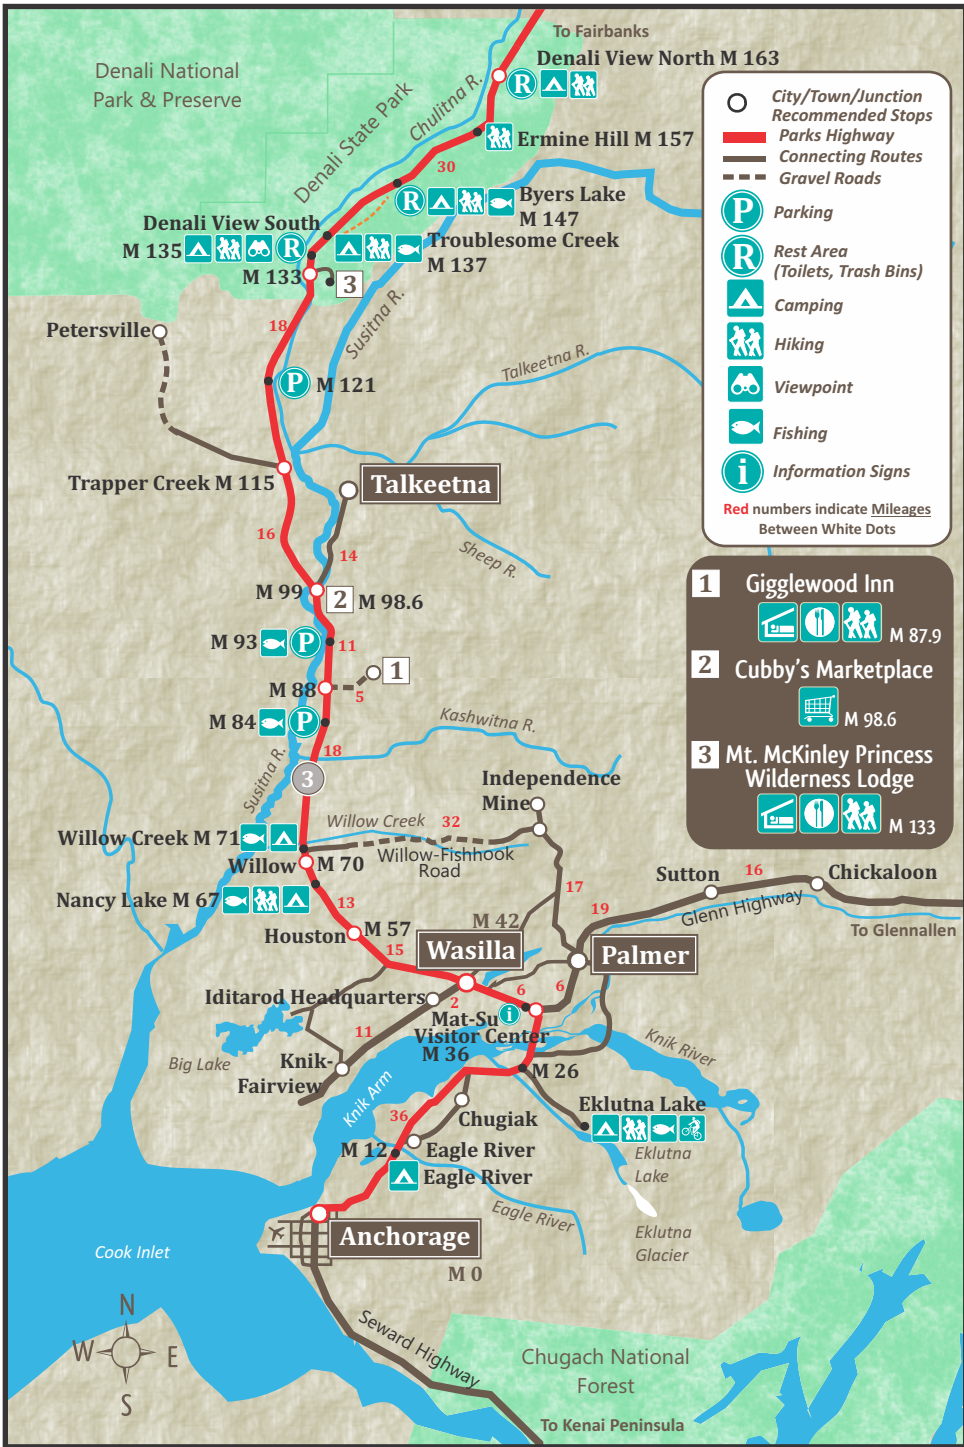 To Fairbanks
Denali View North M 163
R
Denali National
Park & Preserve
Denali State Park
Chulitna R.
Ermine Hill M 157
30
R
Byers Lake
M 147
Denali View South
M 135
R
Troublesome Creek
M 137
M 133
3
Susitna R.
Petersville
18
P
M 121
Talkeetna R.
Trapper Creek M 115
Talkeetna
16
14
Sheep R.
M 99
2
M 98.6
M 93
P
11
1
M 88
5
M 84
P
Kashwitna R.
18
Susitna R.
3
Independence
Mine
Willow Creek M 71
Willow Creek
32
Willow-Fishhook
Road
Willow
M 70
Nancy Lake M 67
13
17
Sutton
16
Chickaloon
19
Glenn Highway
To Glennallen
Houston
M 57
M 42
15
Wasilla
Palmer
Iditarod Headquarters
2
6
6
Mat-Su
i
Visitor Center
M 36
11
Big Lake
Knik-
Fairview
Knik Arm
Knik River
M 26
36
Chugiak
Eklutna Lake
M 12
Eagle River
Eagle River
Eklutna
Lake
Eagle River
Eklutna
Glacier
Anchorage
M 0
Cook Inlet
N
W
E
S
Seward Highway
Chugach National
Forest
To Kenai Peninsula
City/Town/Junction
Recommended Stops
Parks Highway
Connecting Routes
Gravel Roads
P
Parking
R
Rest Area
(Toilets, Trash Bins)
Camping
Hiking
Viewpoint
Fishing
i
Information Signs
Red numbers indicate Mileages
Between White Dots
1
Gigglewood Inn
M 87.9
2
Cubby's Marketplace
M 98.6
3
Mt. McKinley Princess
Wilderness Lodge
M 133